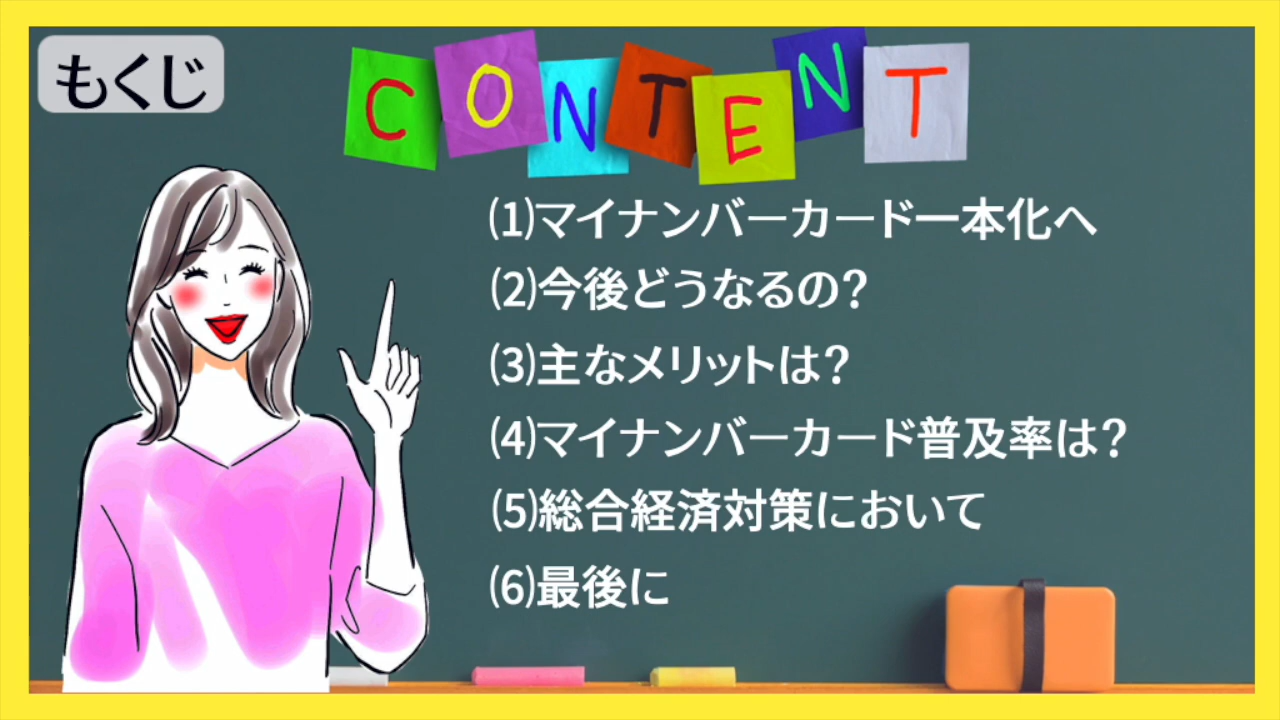 もくじ
CONTENT
⑴マイナンバーカード一本化へ
⑵今後どうなるの？
⑶主なメリットは？
⑷マイナンバーカード普及率は？
⑸総合経済対策において
⑹最後に